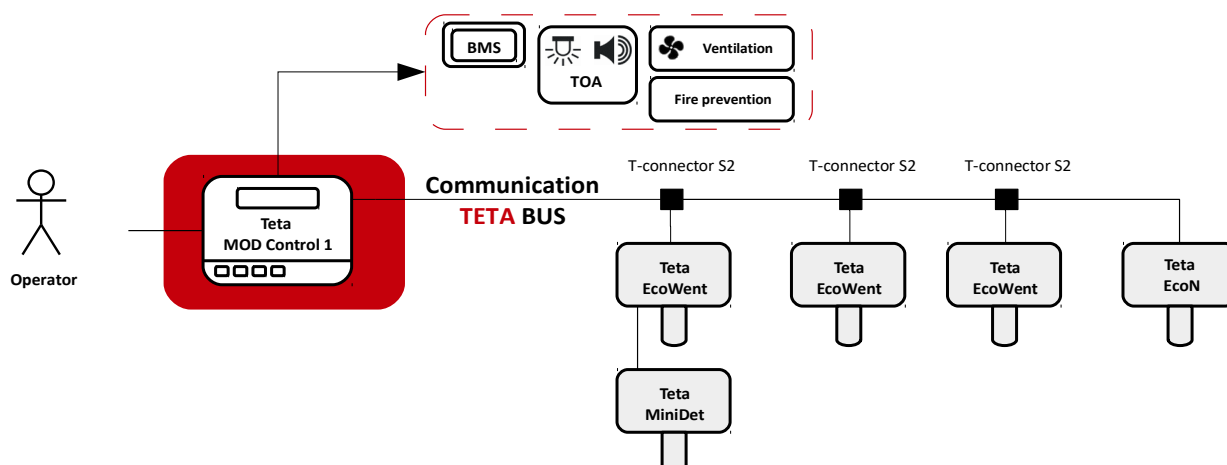 BMS
TOA
Ventilation
Fire prevention
T-connector S2
T-connector S2
T-connector S2
Communication
TETA BUS
Teta
MOD Control 1
Operator
Teta
EcoWent
Teta
EcoWent
Teta
EcoWent
Teta
EcoN
Teta
MiniDet